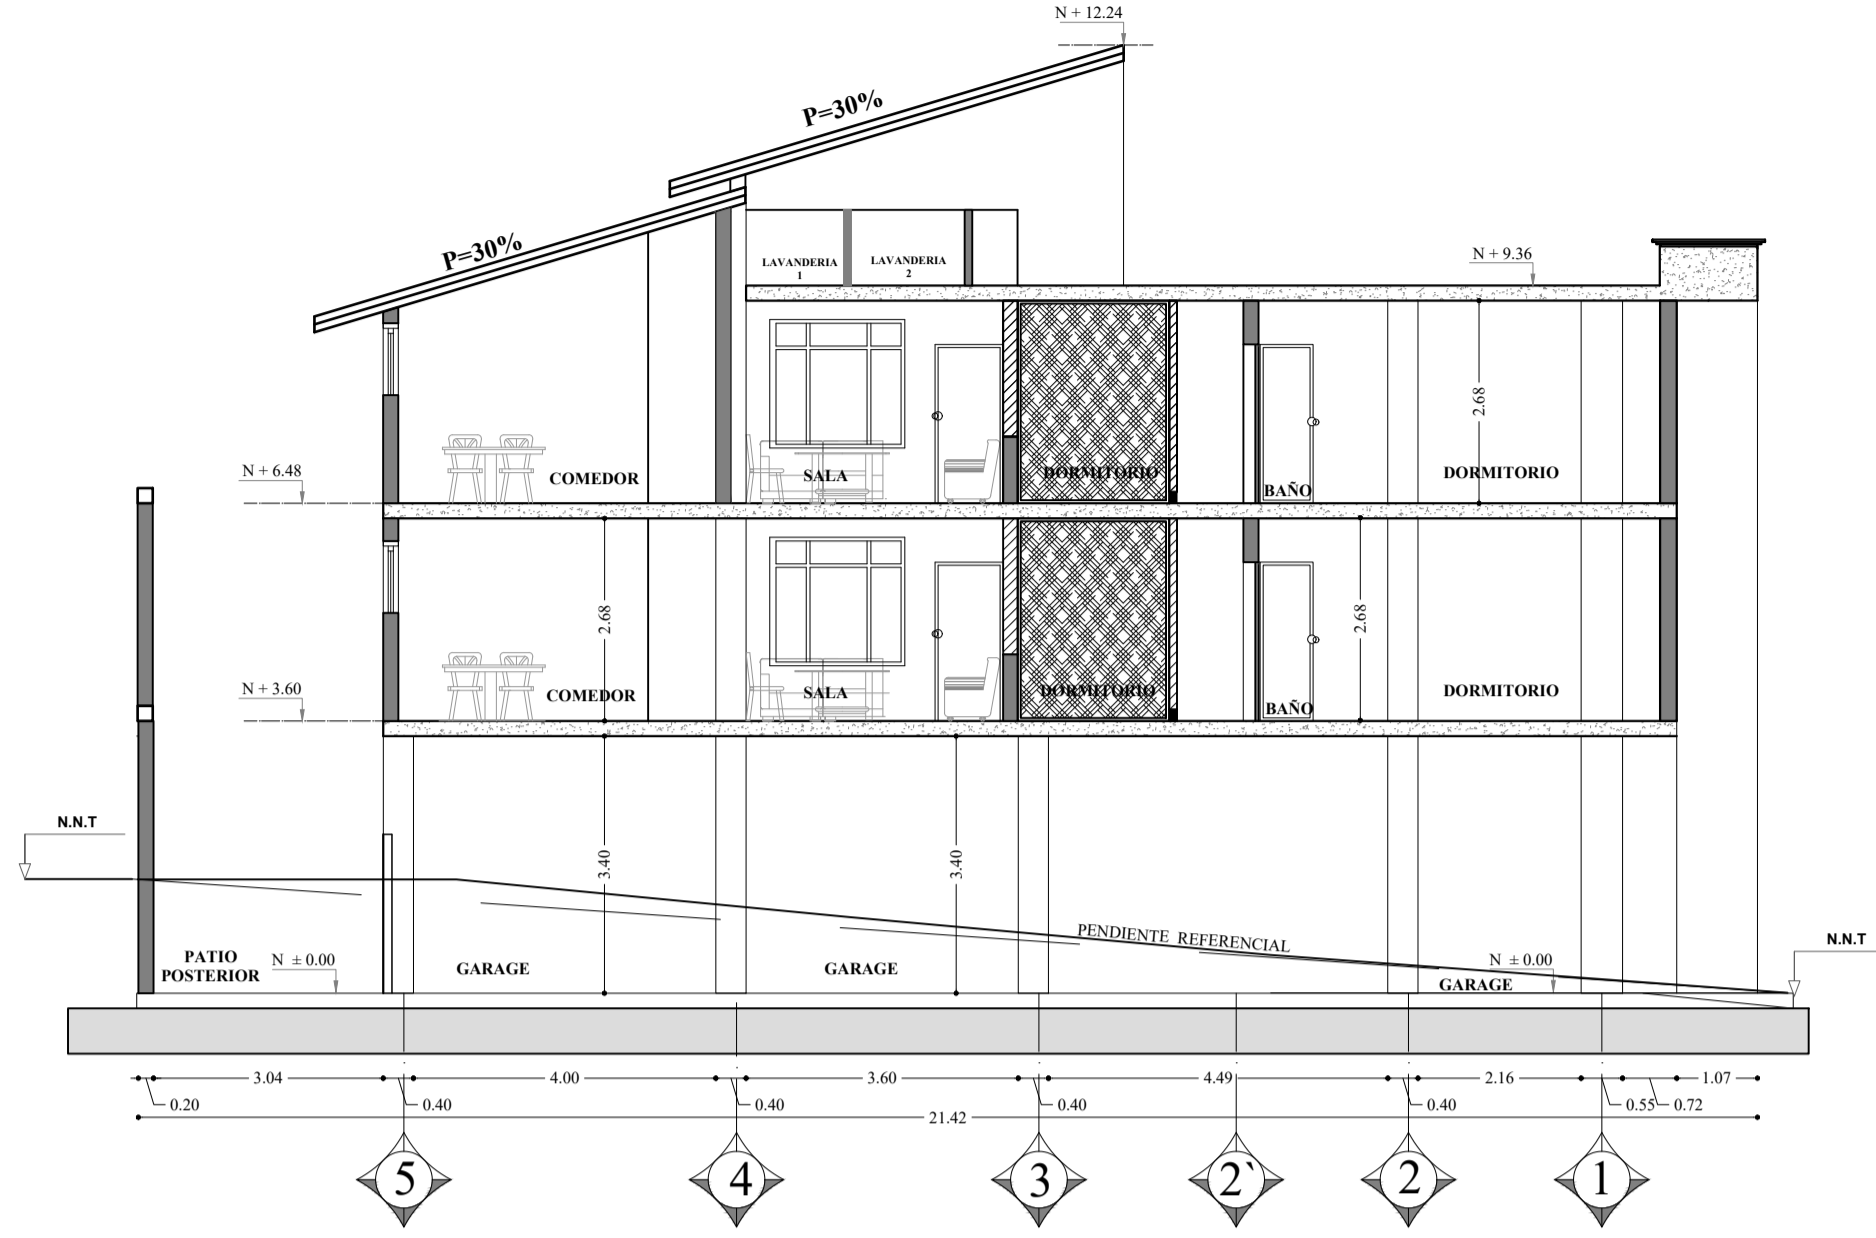 N + 12.24
P=30%
P=30%
LAVANDERIA
1
LAVANDERIA
2
N + 9.36
2.68
N + 6.48
COMEDOR
SALA
DORMITORIO
BAÑO
DORMITORIO
2.68
2.68
N + 3.60
COMEDOR
SALA
DORMITORIO
BAÑO
DORMITORIO
N.N.T
3.40
3.40
PENDIENTE REFERENCIAL
N.N.T
PATIO
POSTERIOR
N ±0.00
GARAGE
GARAGE
N ±0.00
GARAGE
3.04
4.00
3.60
4.49
2.16
1.07
0.20
0.40
0.40
0.40
0.40
0.55
0.72
21.42
5
4
3
2`
2
1